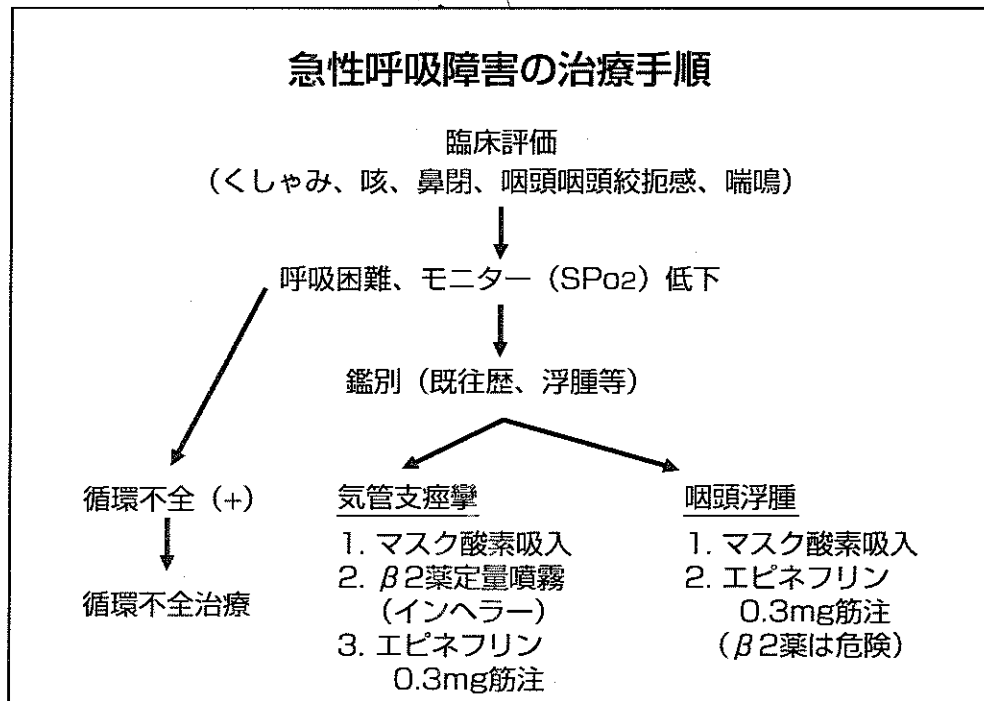 急性呼吸障害の治療手順
臨床評価
（くしゃみ、咳、鼻閉、咽頭咽頭絞扼感、喘鳴）
呼吸困難、モニター（SPo2）低下
鑑別（既往歴、浮腫等）
循環不全（+）
循環不全治療
気管支痙攣
1. マスク酸素吸入
2. β2薬定量噴霧
（インヘラー）
3. エピネフリン
0.3mg筋注
咽頭浮腫
1. マスク酸素吸入
2. エピネフリン
0.3mg筋注
（β2薬は危険）